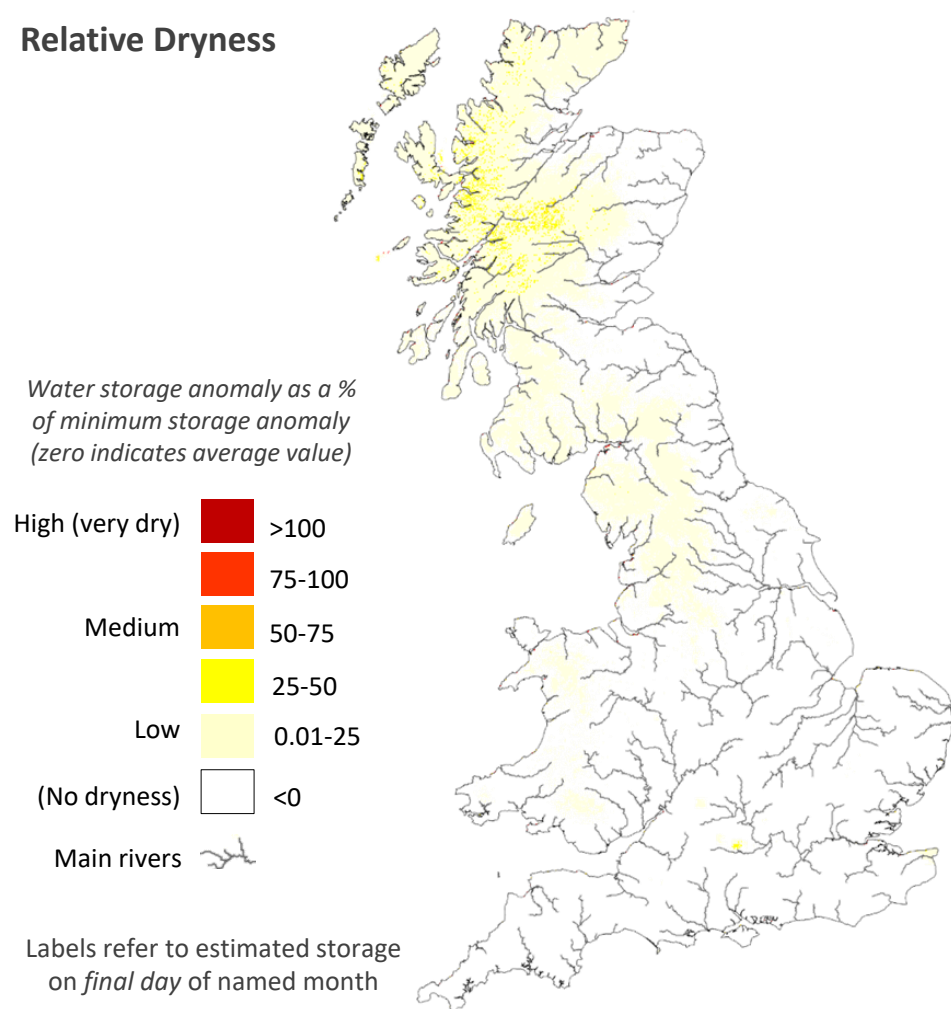 Relative Dryness
Water storage anomaly as a %
of minimum storage anomaly
(zero indicates average value)
High (very dry) >100
75-100
Medium 50-75
25-50
Low 0.01-25
(No dryness) <0
Main rivers
Labels refer to estimated storage
on final day of named month